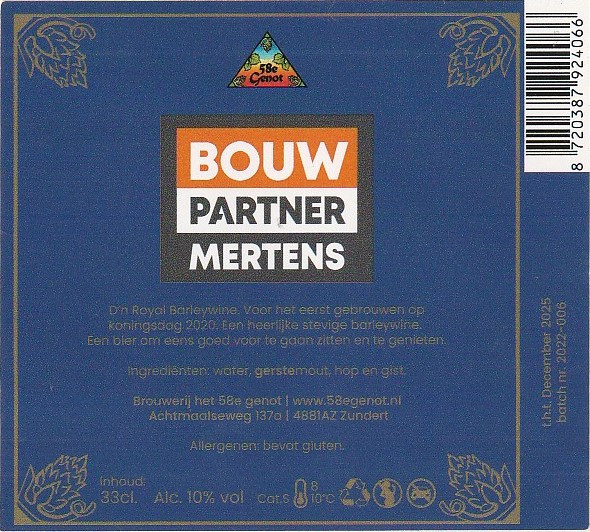 58e
Genot
BOUW
PARTNER
MERTENS
D'n Royal Barleywine. Voor het eerst gebrouwen op
koningsdag 2020. Een heerlijke stevige barleywine.
Een bier om eens goed voor te gaan zitten en te genieten.
Ingrediënten: water, gerstemout, hop en gist.
Brouwerij het 58e genot | www.58egenot.nl
Achtmaalseweg 137a | 4881AZ Zundert
Allergenen: bevat gluten.
Inhoud:
33cl. Alc. 10% vol Cat.S 8
10°C
8 720387 924066
t.h.t. December 2025
batch nr. 2022-006